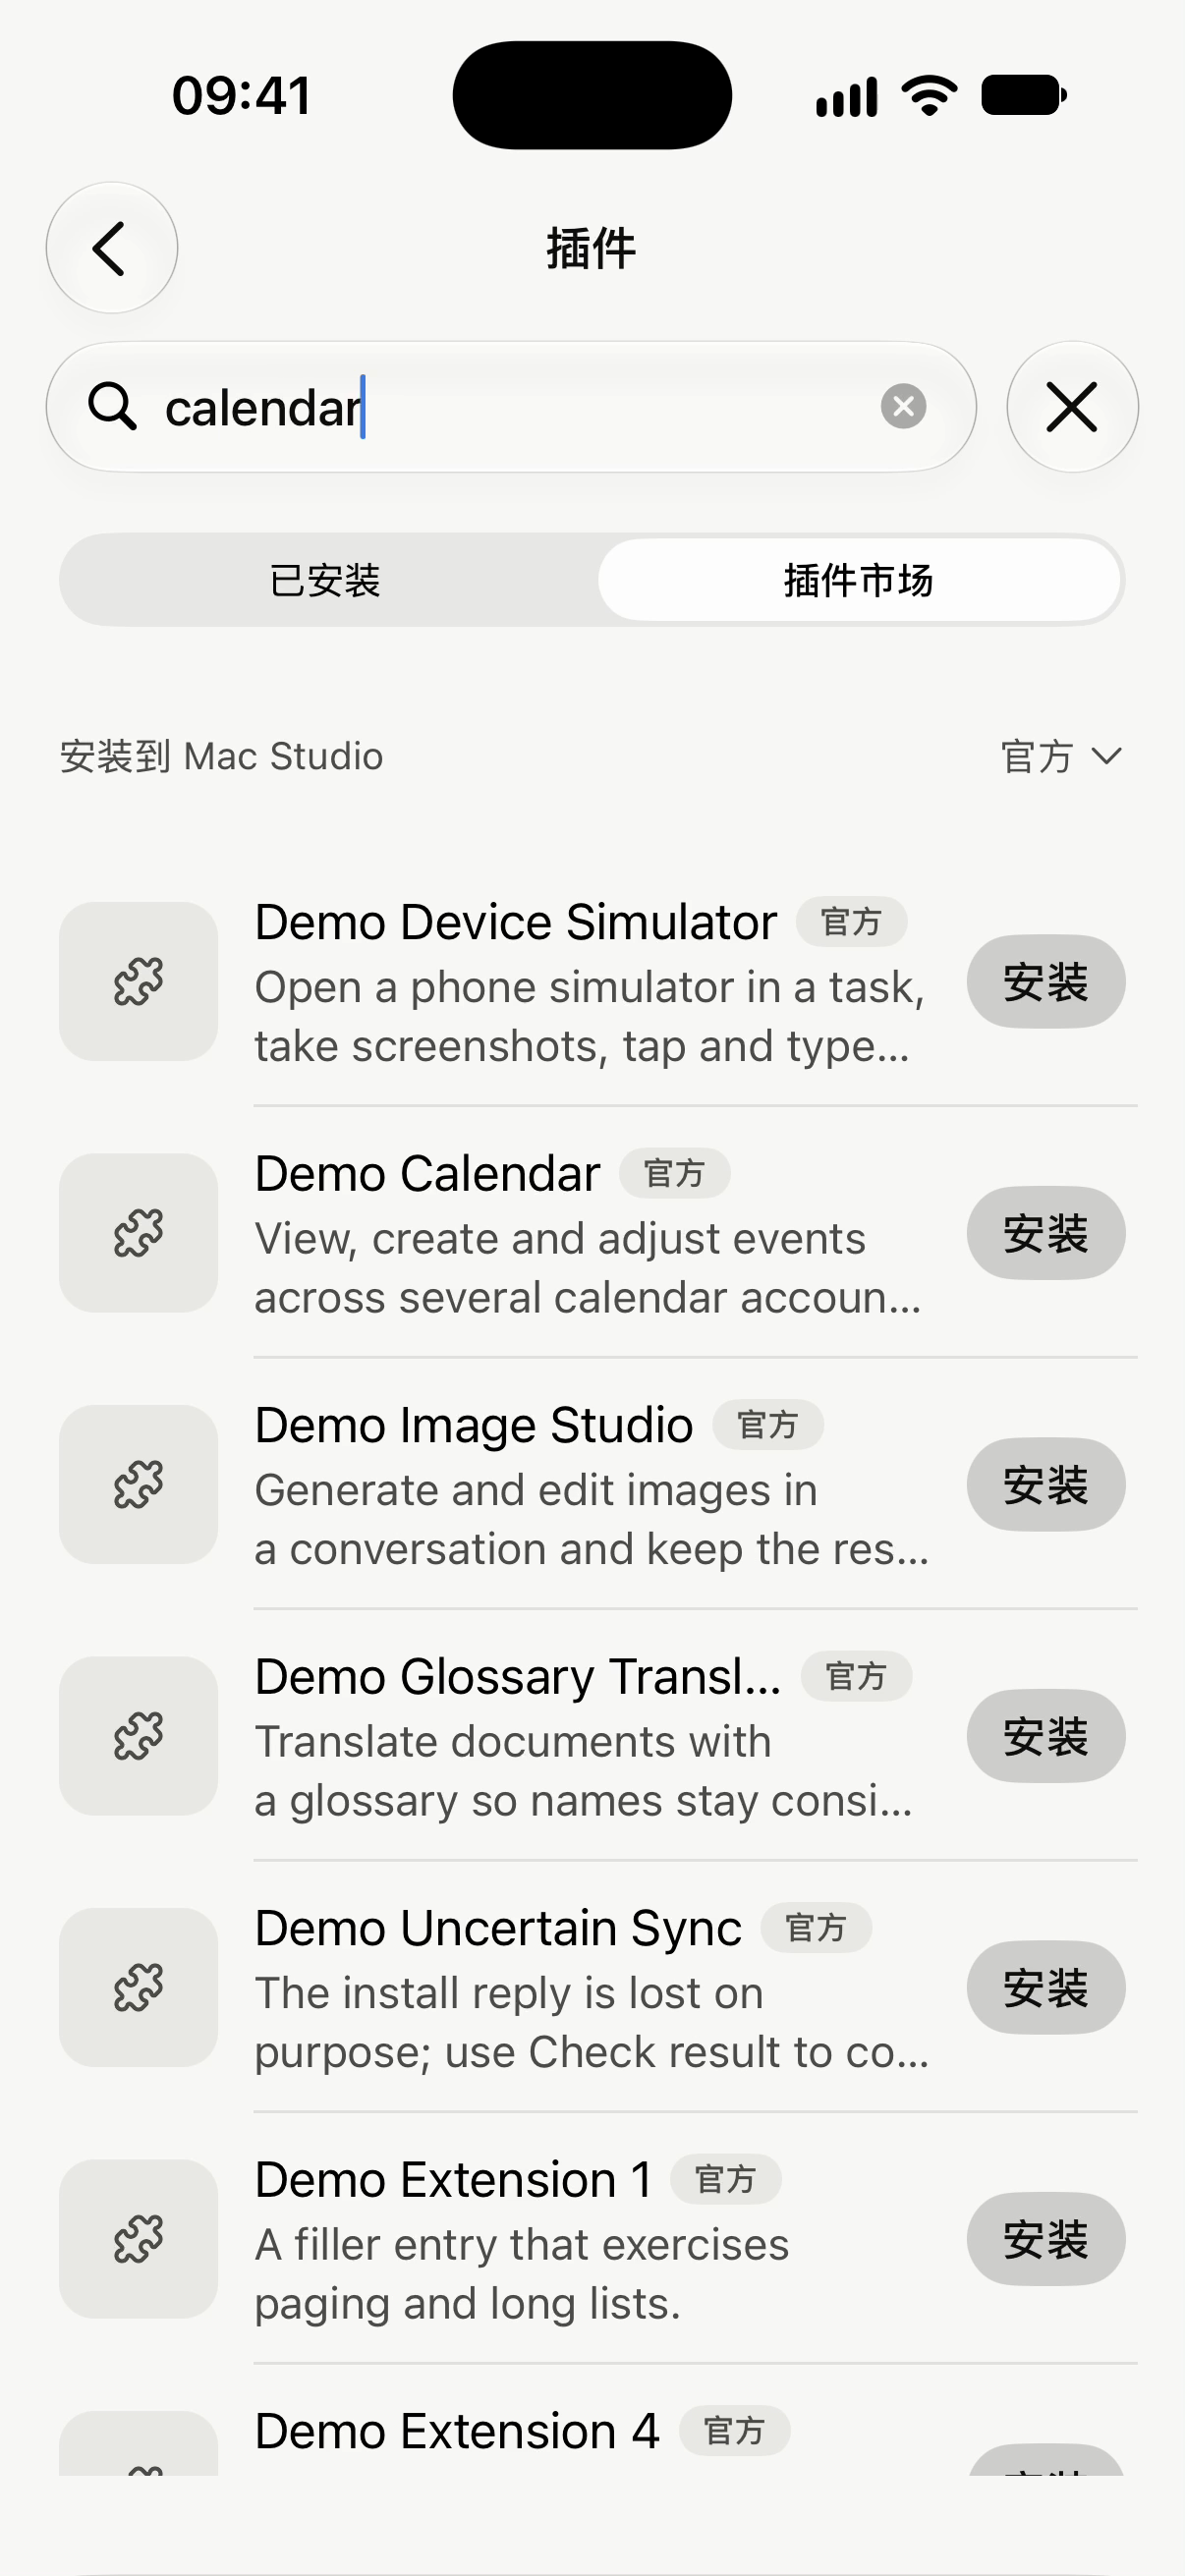 09:41
插件
calendar
已安装
插件市场
安装到 Mac Studio
官方
Demo Device Simulator 官方
Open a phone simulator in a task,
take screenshots, tap and type...
安装
Demo Calendar 官方
View, create and adjust events
across several calendar accoun...
安装
Demo Image Studio 官方
Generate and edit images in
a conversation and keep the res...
安装
Demo Glossary Transl... 官方
Translate documents with
a glossary so names stay consi...
安装
Demo Uncertain Sync 官方
The install reply is lost on
purpose; use Check result to co...
安装
Demo Extension 1 官方
A filler entry that exercises
paging and long lists.
安装
Demo Extension 4 官方